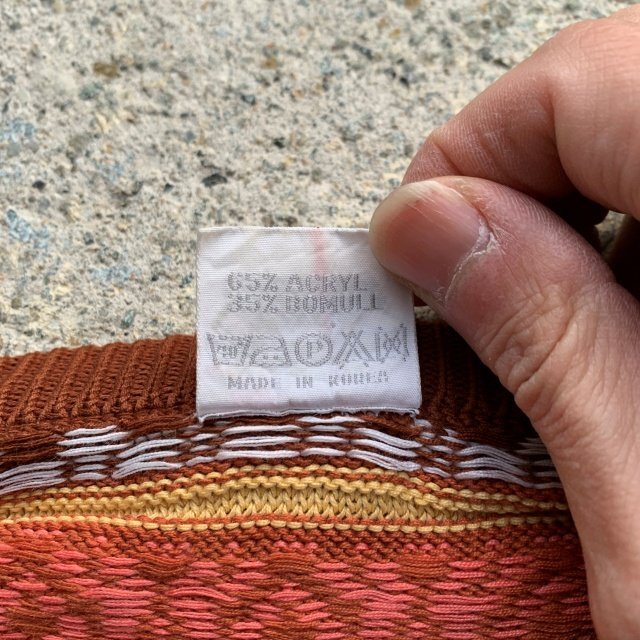 65% ACRYL
35% BOMULL
P
MADE IN KOREA